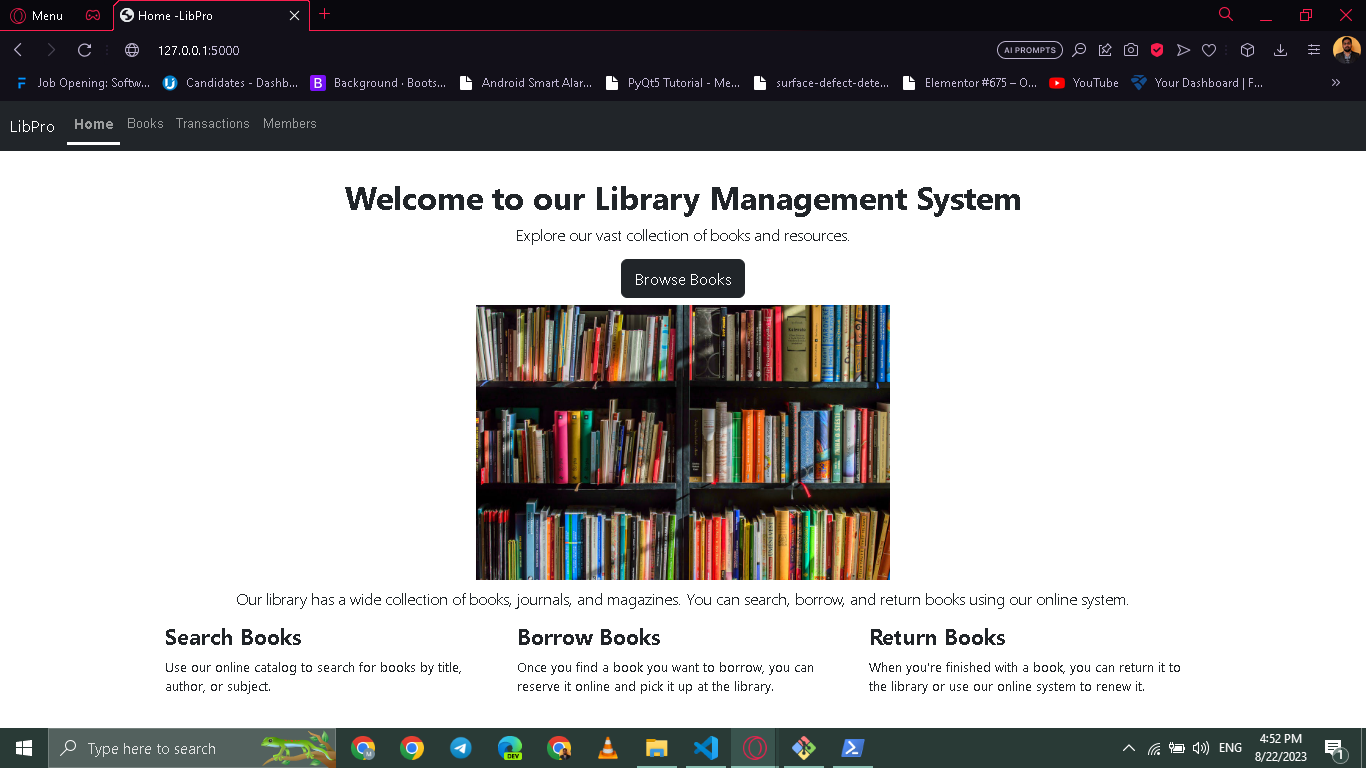 Menu
Home -LibPro
127.0.0.1:5000
AI PROMPTS
Job Opening: Softw...
Candidates - Dashb...
Background · Boots...
Android Smart Alar...
PyQt5 Tutorial - Me...
surface-defect-dete...
Elementor #675 – O...
YouTube
Your Dashboard | F...
LibPro
Home
Books
Transactions
Members
Welcome to our Library Management System
Explore our vast collection of books and resources.
Browse Books
Our library has a wide collection of books, journals, and magazines. You can search, borrow, and return books using our online system.
Search Books
Use our online catalog to search for books by title,
author, or subject.
Borrow Books
Once you find a book you want to borrow, you can
reserve it online and pick it up at the library.
Return Books
When you're finished with a book, you can return it to
the library or use our online system to renew it.
Type here to search
DEV
ENG
4:52 PM
8/22/2023
1